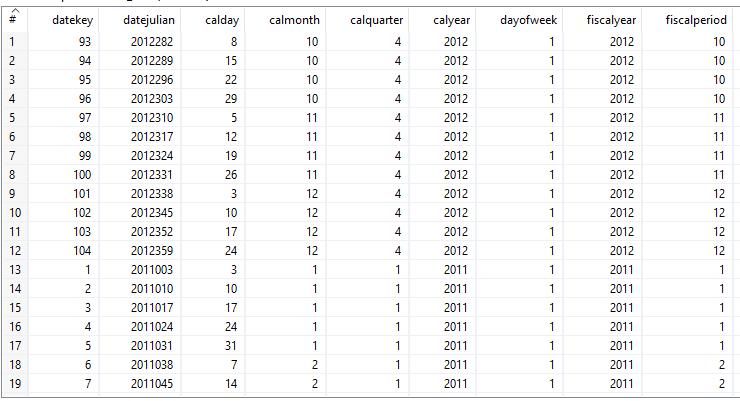 # datekey datejulian calday calmonth calquarter calyear dayofweek fiscalyear fiscalperiod
1 93 2012282 8 10 4 2012 1 2012 10
2 94 2012289 15 10 4 2012 1 2012 10
3 95 2012296 22 10 4 2012 1 2012 10
4 96 2012303 29 10 4 2012 1 2012 10
5 97 2012310 5 11 4 2012 1 2012 11
6 98 2012317 12 11 4 2012 1 2012 11
7 99 2012324 19 11 4 2012 1 2012 11
8 100 2012331 26 11 4 2012 1 2012 11
9 101 2012338 3 12 4 2012 1 2012 12
10 102 2012345 10 12 4 2012 1 2012 12
11 103 2012352 17 12 4 2012 1 2012 12
12 104 2012359 24 12 4 2012 1 2012 12
13 1 2011003 3 1 1 2011 1 2011 1
14 2 2011010 10 1 1 2011 1 2011 1
15 3 2011017 17 1 1 2011 1 2011 1
16 4 2011024 24 1 1 2011 1 2011 1
17 5 2011031 31 1 1 2011 1 2011 1
18 6 2011038 7 2 1 2011 1 2011 2
19 7 2011045 14 2 1 2011 1 2011 2